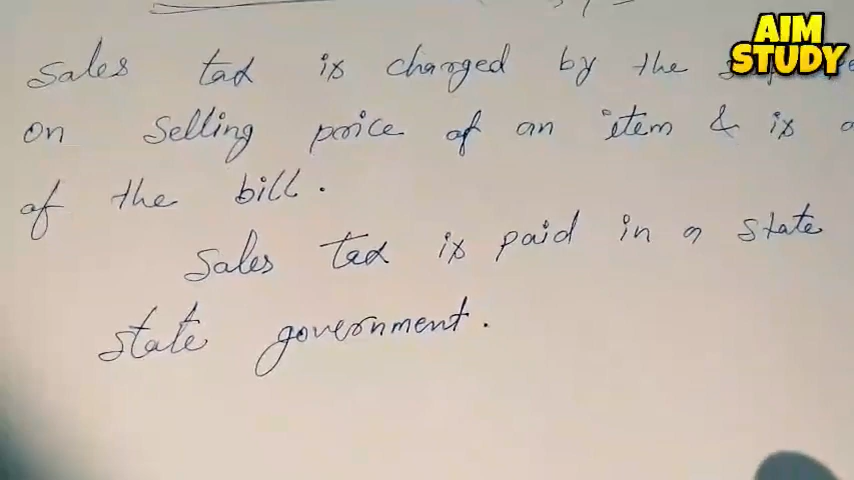 AIM
STUDY
Sales tax is charged by the
on selling price of an item & is
of the bill.
Sales tax is paid in a state
state government.